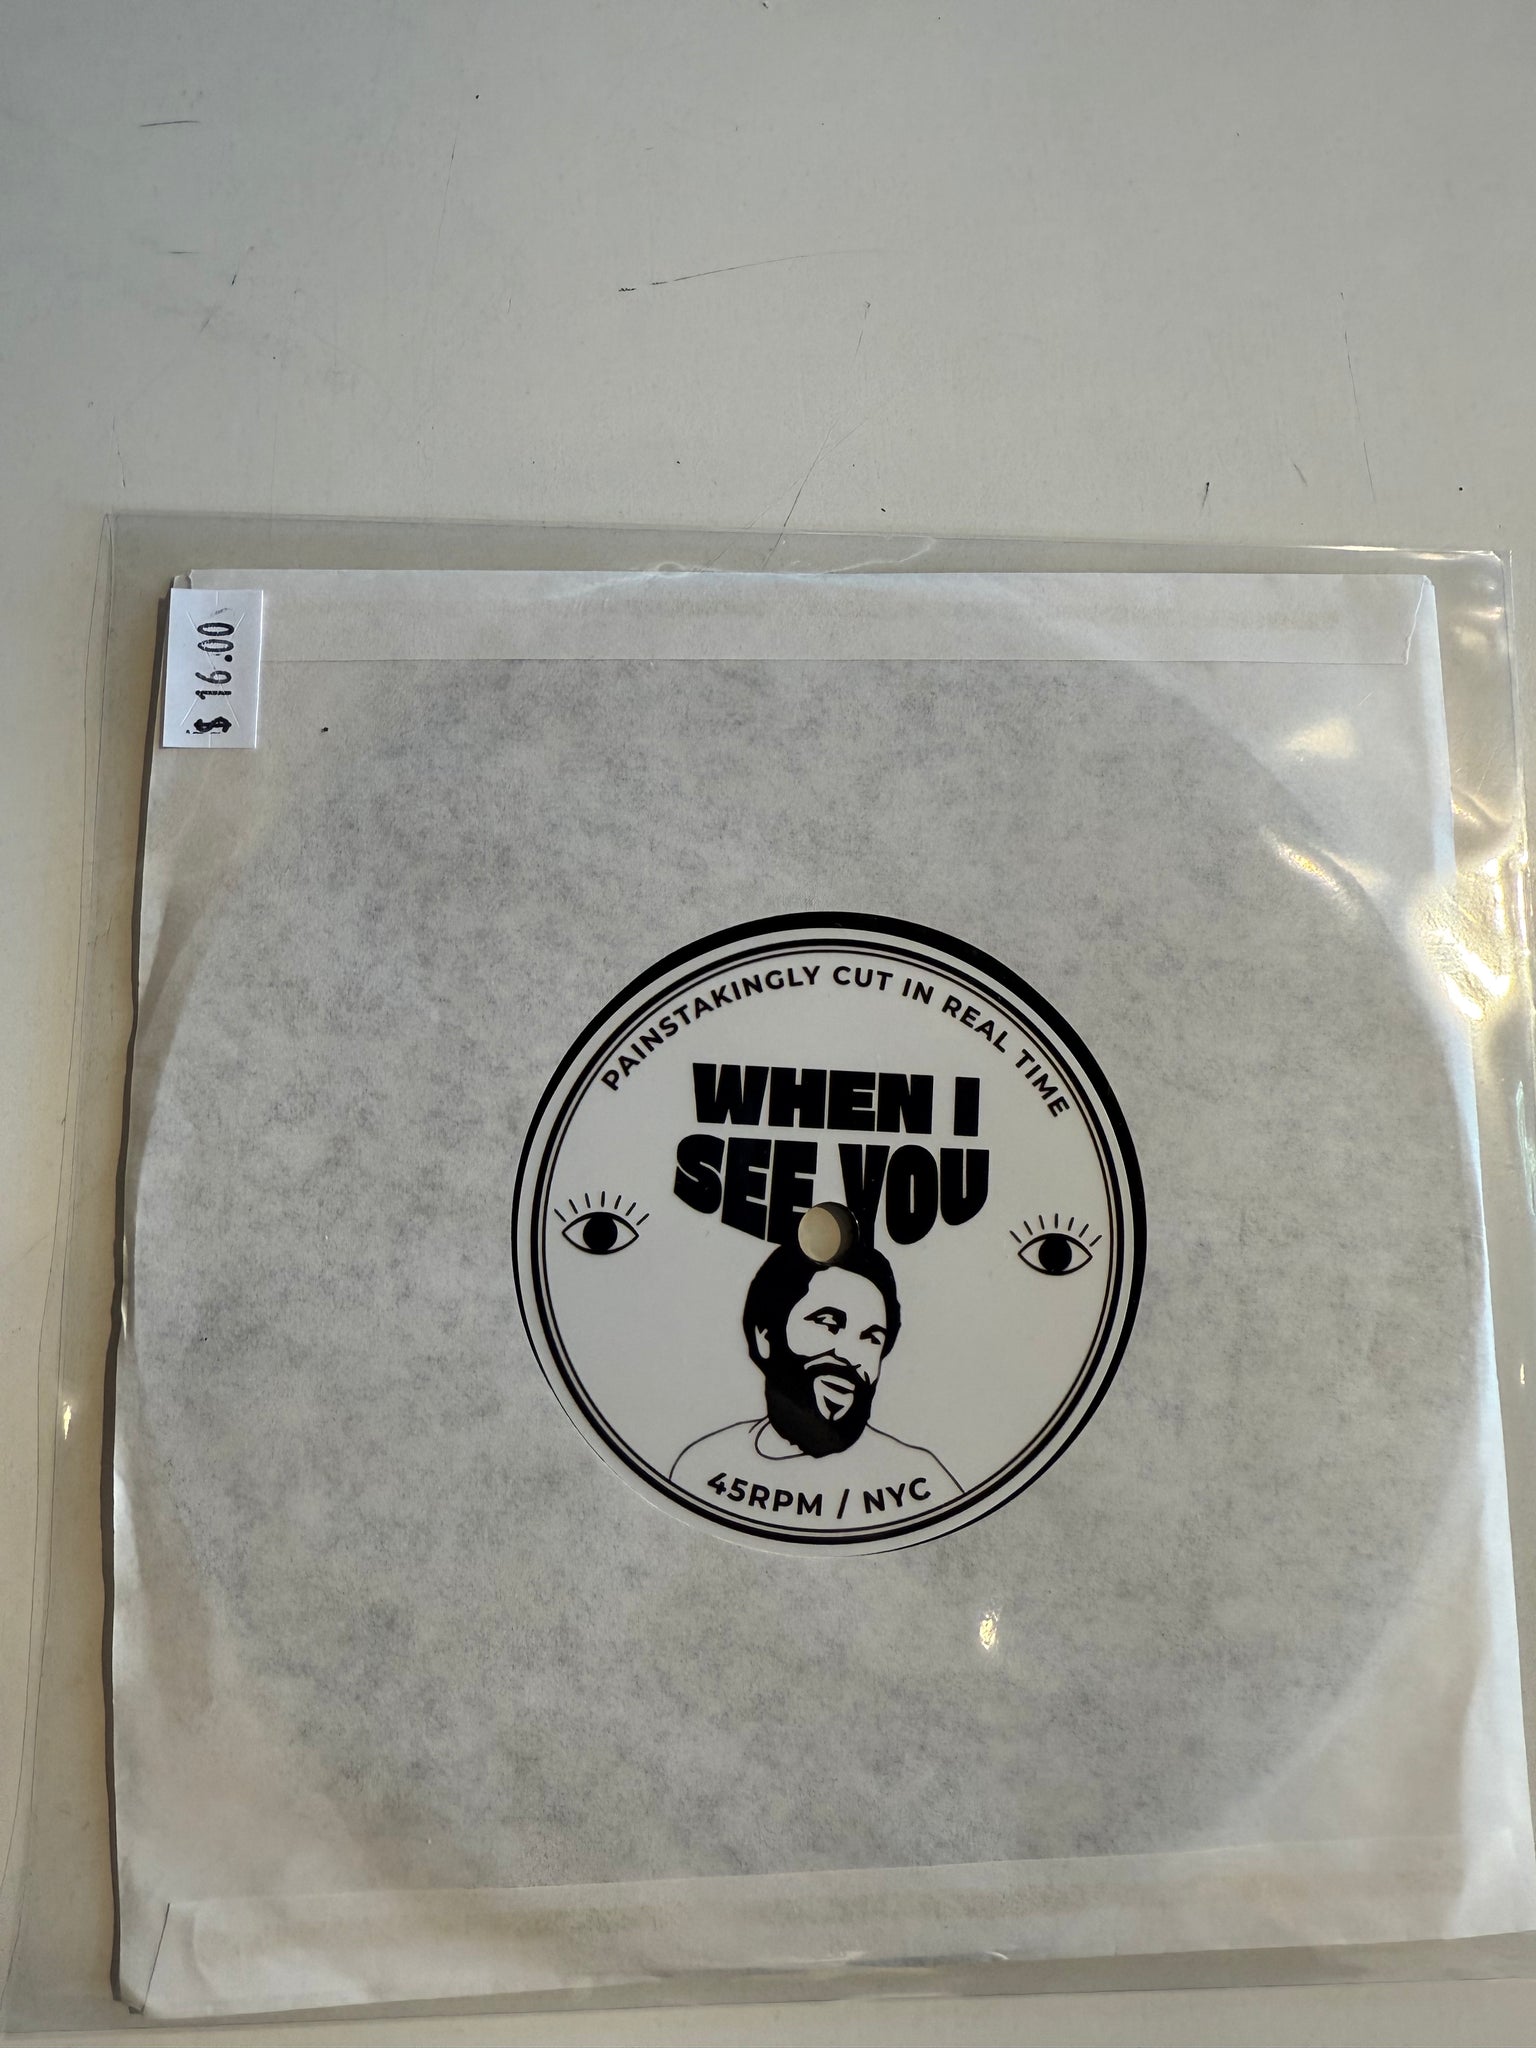 $ 16.00
PAINSTAKINGLY CUT IN REAL TIME
WHEN I
SEE YOU
45RPM / NYC